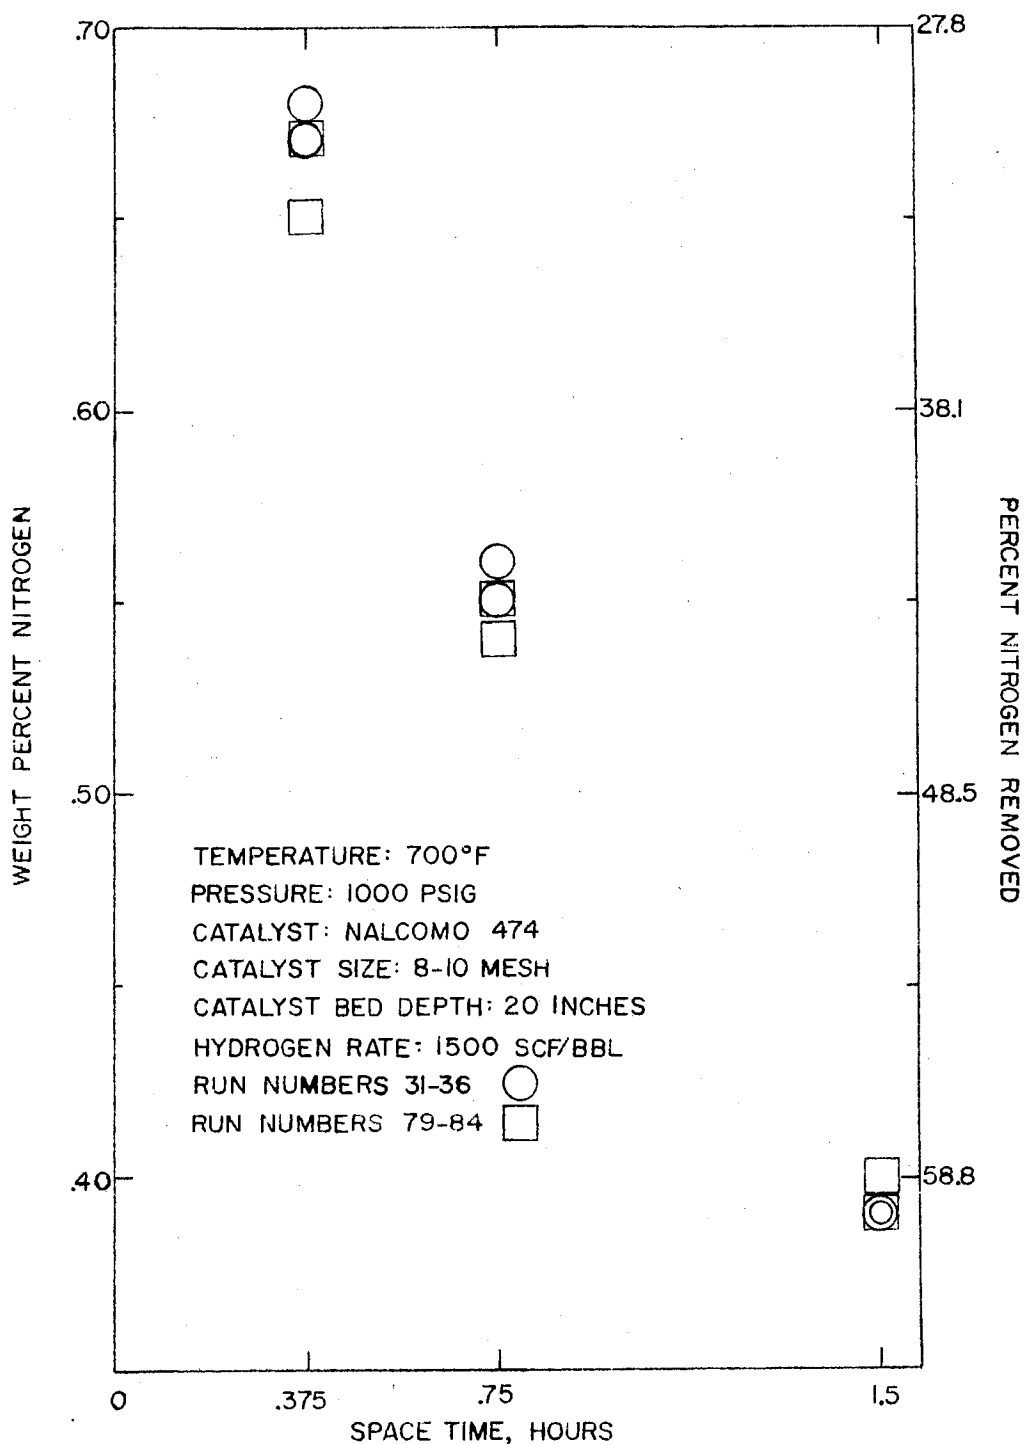 .70
27.8
.60
38.1
WEIGHT PERCENT NITROGEN
PERCENT NITROGEN REMOVED
.50
48.5
TEMPERATURE: 700°F
PRESSURE: 1000 PSIG
CATALYST: NALCOMO 474
CATALYST SIZE: 8-10 MESH
CATALYST BED DEPTH: 20 INCHES
HYDROGEN RATE: 1500 SCF/BBL
RUN NUMBERS 31-36
RUN NUMBERS 79-84
.40
58.8
0 .375 .75 1.5
SPACE TIME, HOURS